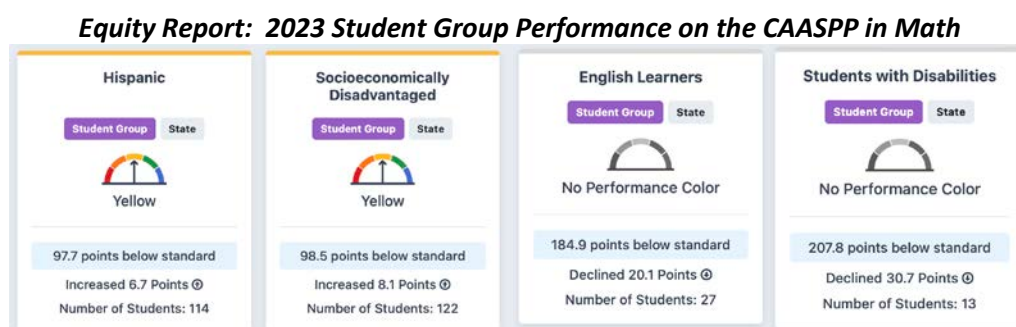 Equity Report:  2023 Student Group Performance on the CAASPP in Math
Hispanic
Student Group State
Yellow
97.7 points below standard
Increased 6.7 Points
Number of Students: 114
Socioeconomically
Disadvantaged
Student Group State
Yellow
98.5 points below standard
Increased 8.1 Points
Number of Students: 122
English Learners
Student Group State
No Performance Color
184.9 points below standard
Declined 20.1 Points
Number of Students: 27
Students with Disabilities
Student Group State
No Performance Color
207.8 points below standard
Declined 30.7 Points
Number of Students: 13